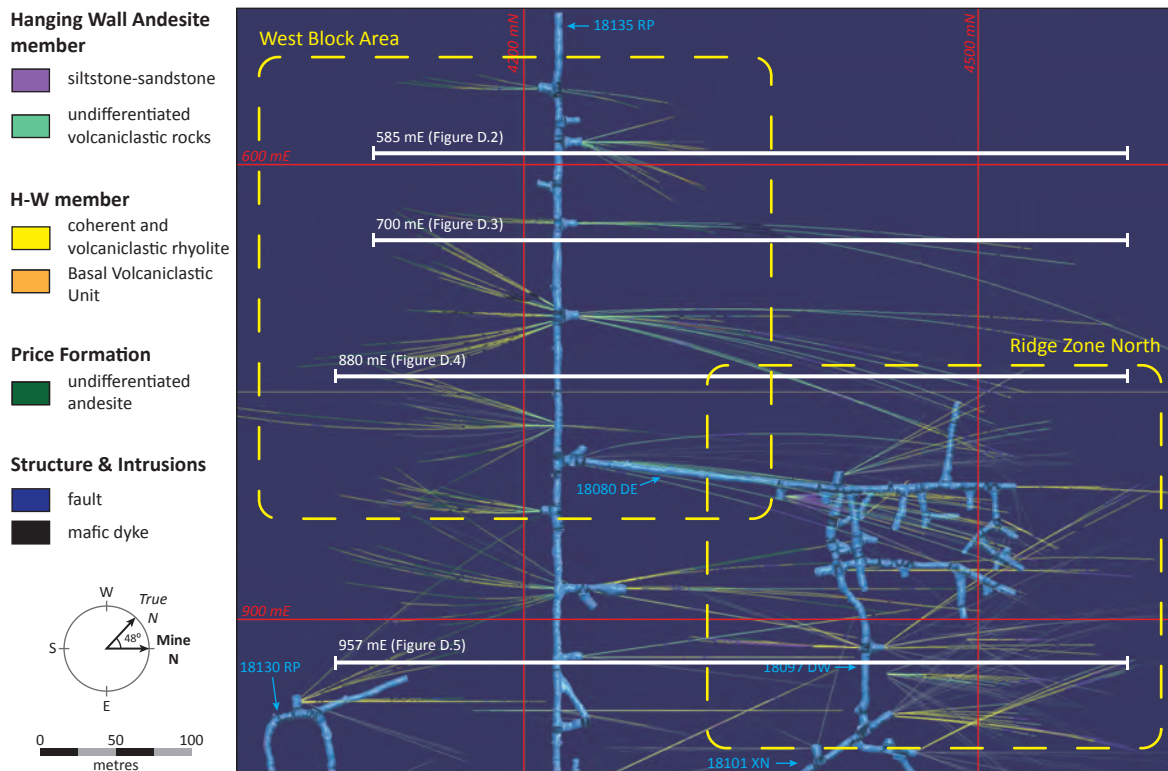 Hanging Wall Andesite
member
siltstone-sandstone
undifferentiated
volcaniclastic rocks
H-W member
coherent and
volcaniclastic rhyolite
Basal Volcaniclastic
Unit
Price Formation
undifferentiated
andesite
Structure & Intrusions
fault
mafic dyke
W
True
N
48º
Mine
N
S
E
0 50 100
metres
West Block Area
18135 RP
4200 mN
4500 mN
585 mE (Figure D.2)
600 mE
700 mE (Figure D.3)
Ridge Zone North
880 mE (Figure D.4)
18080 DE
900 mE
957 mE (Figure D.5)
18097 DW
18130 RP
18101 XN